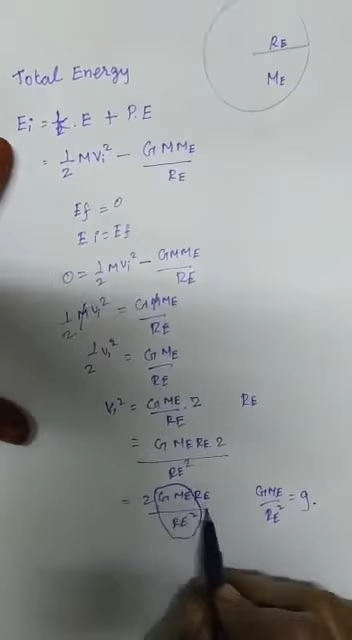 RE
ME
Total Energy
Ei = K.E + P.E
= 1/2 MVi² - GMME/RE
Ef = 0
Ei = Ef
0 = 1/2 MVi² - GMME/RE
1/2 MVi² = GMME/RE
1/2 Vi² = GME/RE
Vi² = GME/RE . 2 RE
= GMERE.2/RE²
= 2 GMERE/RE² GME/RE² = g.